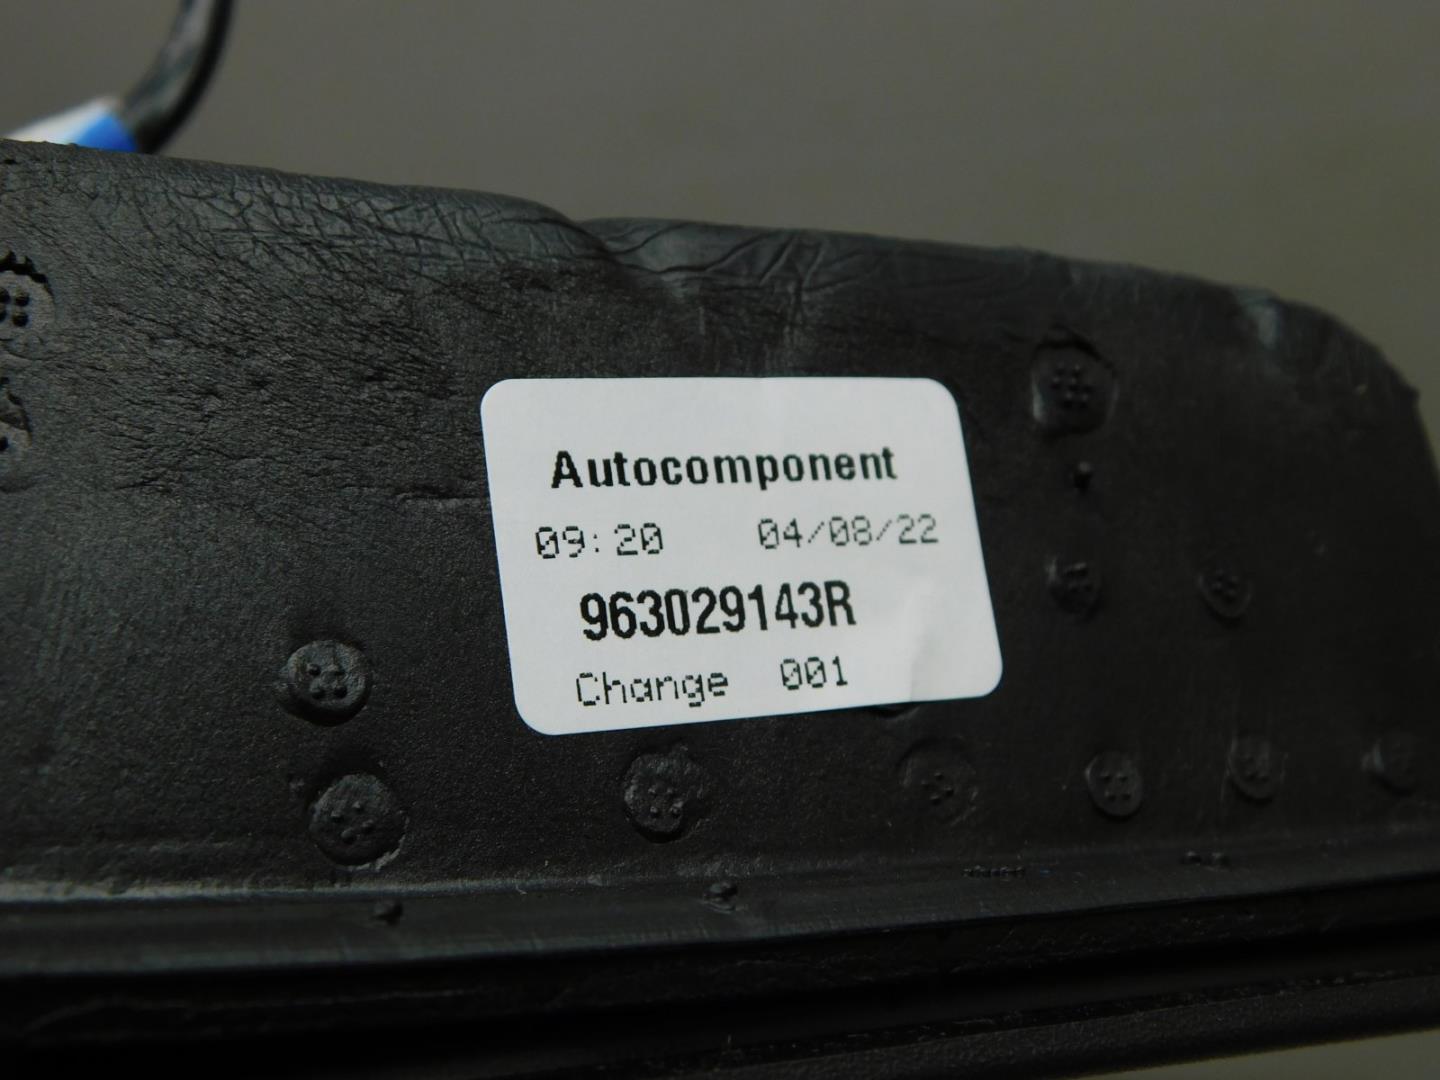 Autocomponent
09:20 04/08/22
963029143R
Change 001